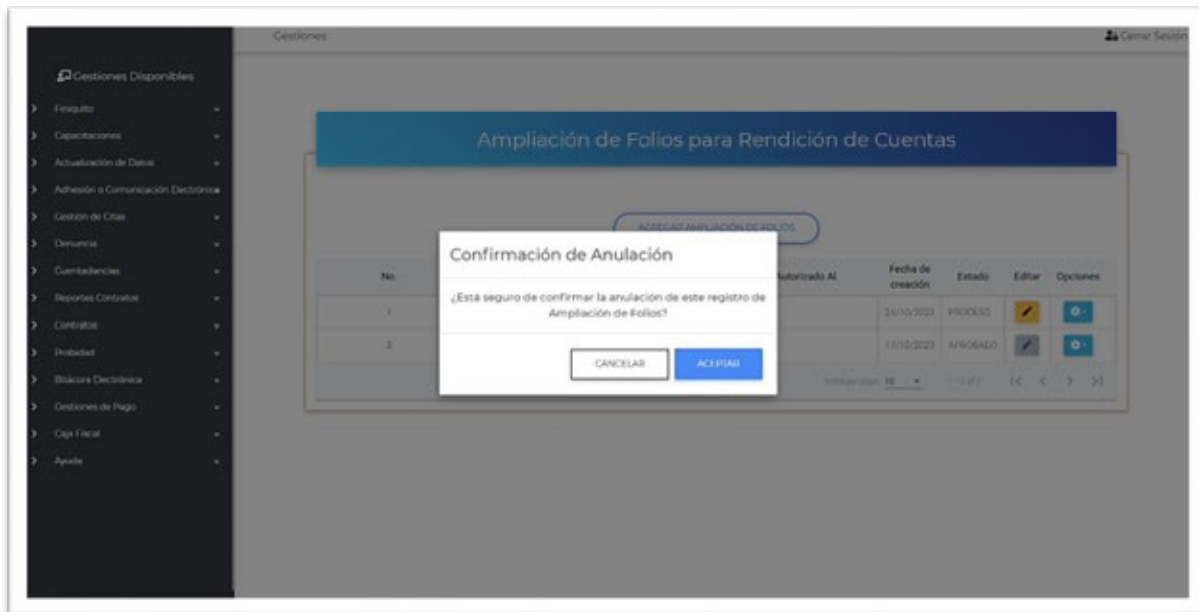 Gestiones
Cerrar Sesión
Gestiones Disponibles
Finiquito
Capacitaciones
Actualización de Datos
Adhesión a Comunicación Electrónica
Gestión de Citas
Denuncia
Cuentadancias
Reportes Contratos
Contratos
Probidad
Bitácora Electrónica
Gestiones de Pago
Caja Fiscal
Ayuda
Ampliación de Folios para Rendición de Cuentas
AGREGAR AMPLIACIÓN DE FOLIOS
Confirmación de Anulación
¿Está seguro de confirmar la anulación de este registro de
Ampliación de Folios?
CANCELAR ACEPTAR
No. Autorizado Al Fecha de creación Estado Editar Opciones
1 PROCESO
2 17/10/2023 APROBADO
10